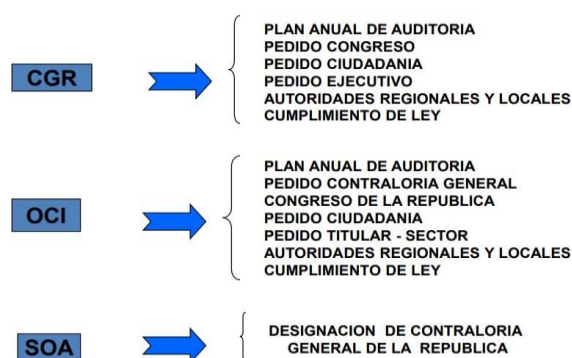 CGR
PLAN ANUAL DE AUDITORIA
PEDIDO CONGRESO
PEDIDO CIUDADANIA
PEDIDO EJECUTIVO
AUTORIDADES REGIONALES Y LOCALES
CUMPLIMIENTO DE LEY
OCI
PLAN ANUAL DE AUDITORIA
PEDIDO CONTRALORIA GENERAL
CONGRESO DE LA REPUBLICA
PEDIDO CIUDADANIA
PEDIDO TITULAR - SECTOR
AUTORIDADES REGIONALES Y LOCALES
CUMPLIMIENTO DE LEY
SOA
DESIGNACION DE CONTRALORIA
GENERAL DE LA REPUBLICA